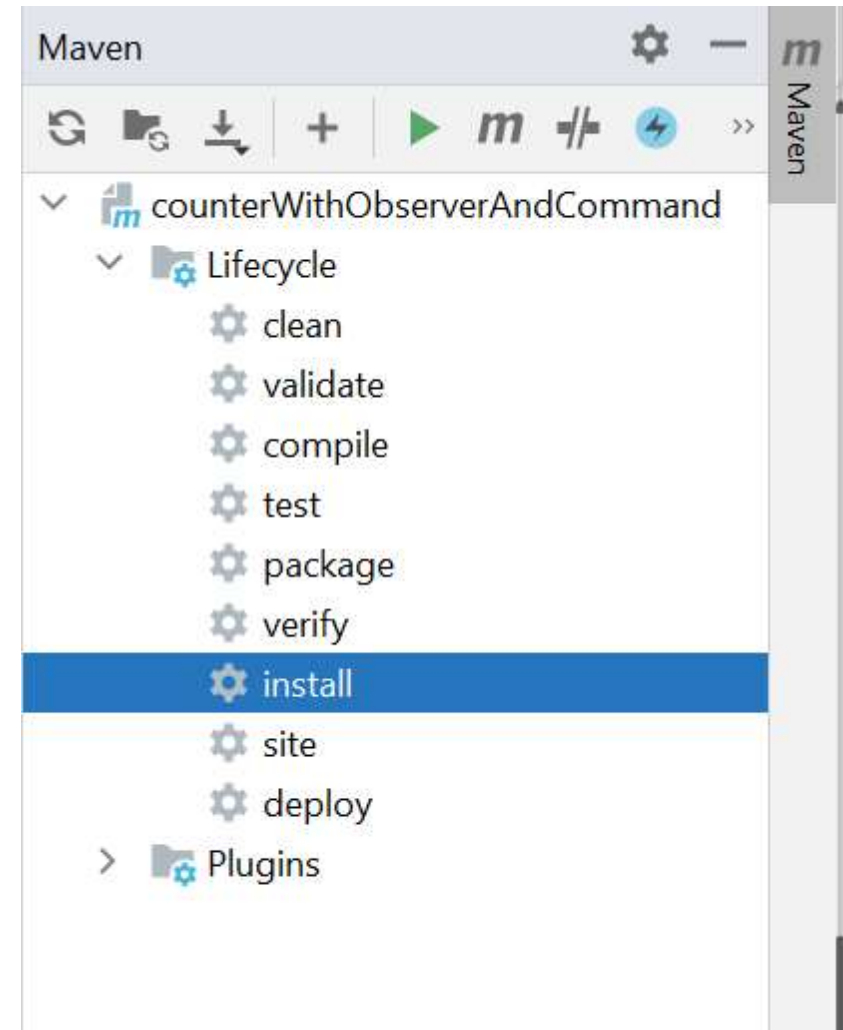 Maven
m
Maven
m
counterWithObserverAndCommand
Lifecycle
clean
validate
compile
test
package
verify
install
site
deploy
Plugins